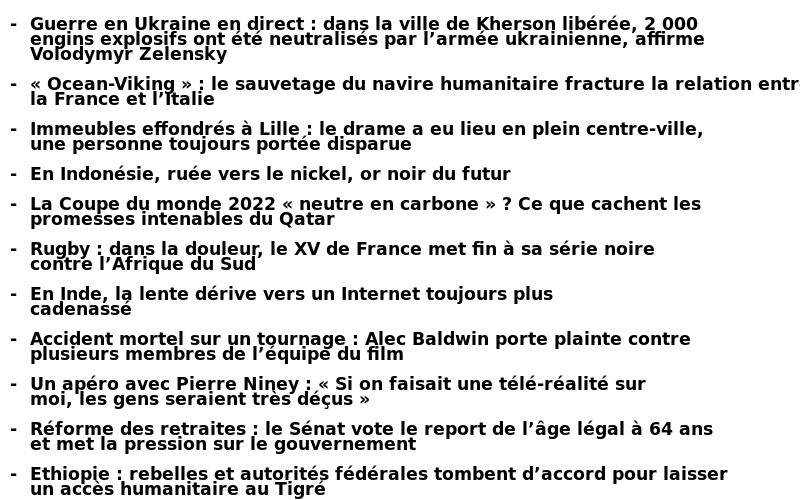 - Guerre en Ukraine en direct : dans la ville de Kherson libérée, 2 000
engins explosifs ont été neutralisés par l’armée ukrainienne, affirme
Volodymyr Zelensky
- « Ocean-Viking » : le sauvetage du navire humanitaire fracture la relation entr
la France et l’Italie
- Immeubles effondrés à Lille : le drame a eu lieu en plein centre-ville,
une personne toujours portée disparue
- En Indonésie, ruée vers le nickel, or noir du futur
- La Coupe du monde 2022 « neutre en carbone » ? Ce que cachent les
promesses intenables du Qatar
- Rugby : dans la douleur, le XV de France met fin à sa série noire
contre l’Afrique du Sud
- En Inde, la lente dérive vers un Internet toujours plus
cadenassé
- Accident mortel sur un tournage : Alec Baldwin porte plainte contre
plusieurs membres de l’équipe du film
- Un apéro avec Pierre Niney : « Si on faisait une télé-réalité sur
moi, les gens seraient très déçus »
- Réforme des retraites : le Sénat vote le report de l’âge légal à 64 ans
et met la pression sur le gouvernement
- Ethiopie : rebelles et autorités fédérales tombent d’accord pour laisser
un accès humanitaire au Tigré